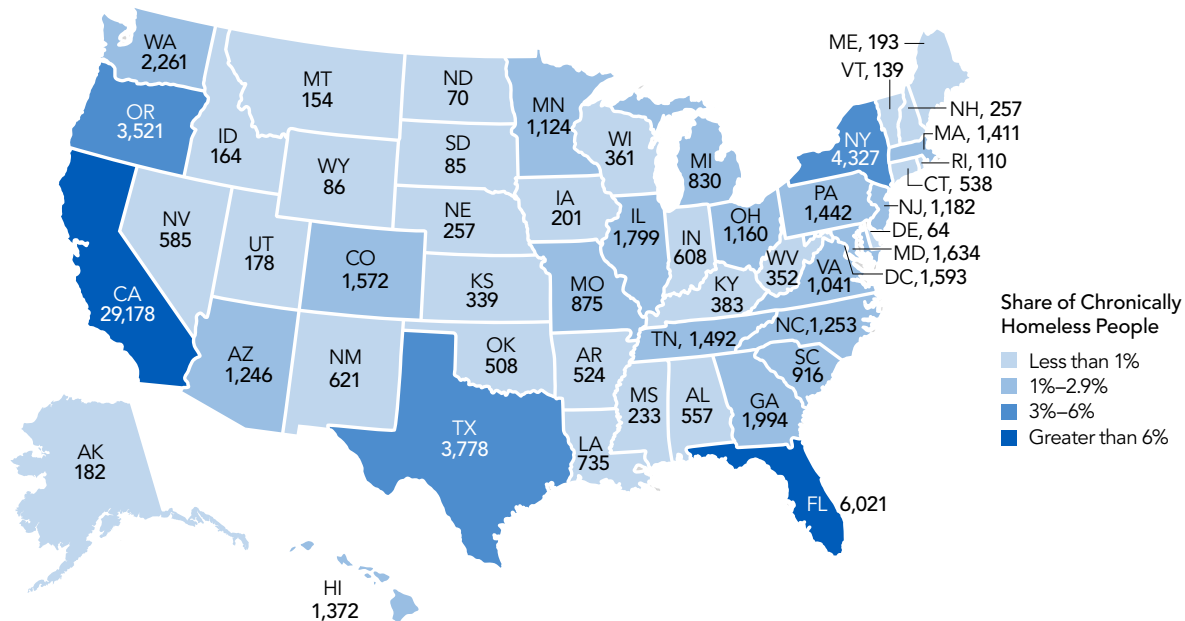 WA
2,261
OR
3,521
CA
29,178
ID
164
NV
585
MT
154
WY
86
UT
178
AZ
1,246
CO
1,572
NM
621
ND
70
SD
85
NE
257
KS
339
OK
508
TX
3,778
MN
1,124
IA
201
MO
875
AR
524
LA
735
WI
361
IL
1,799
MI
830
IN
608
OH
1,160
KY
383
TN, 1,492
MS
233
AL
557
GA
1,994
FL 6,021
SC
916
NC,1,253
VA
1,041
WV
352
PA
1,442
NY
4,327
ME, 193
VT, 139
NH, 257
MA, 1,411
RI, 110
CT, 538
NJ, 1,182
DE, 64
MD, 1,634
DC,1,593
AK
182
HI
1,372
Share of Chronically
Homeless People
Less than 1%
1%–2.9%
3%–6%
Greater than 6%